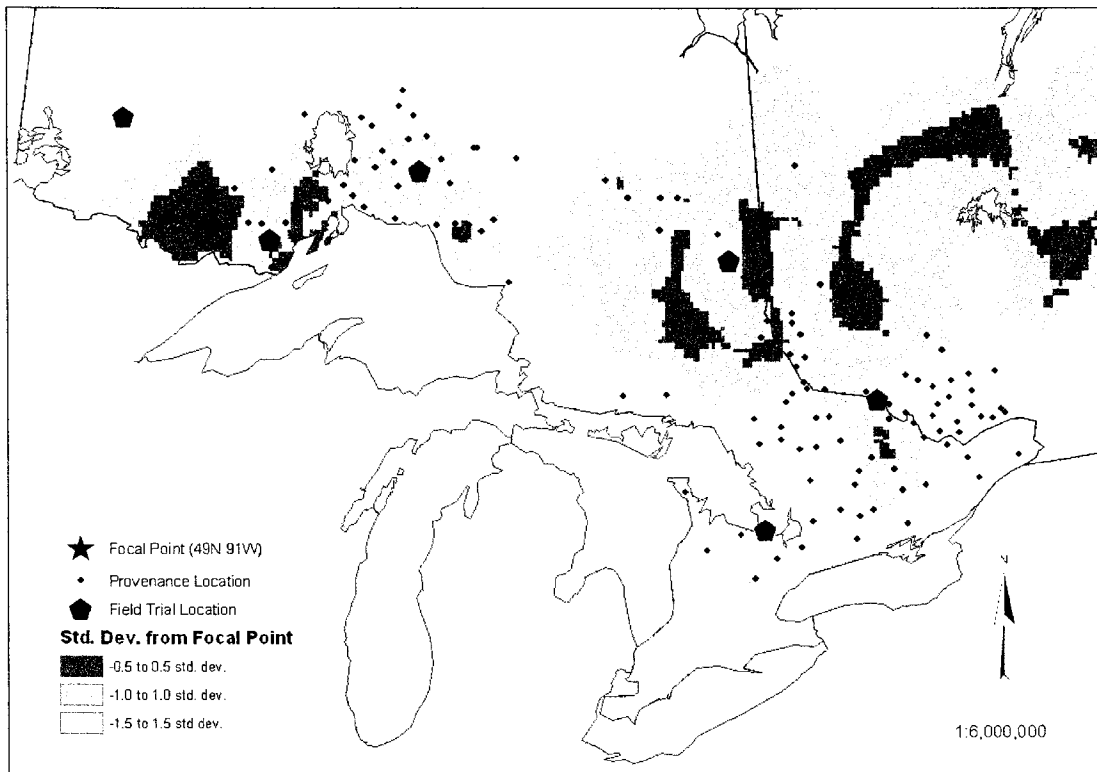 Focal Point (49N 91W)
Provenance Location
Field Trial Location
Std. Dev. from Focal Point
-0.5 to 0.5 std. dev.
-1.0 to 1.0 std. dev.
-1.5 to 1.5 std dev.
N
1:6,000,000